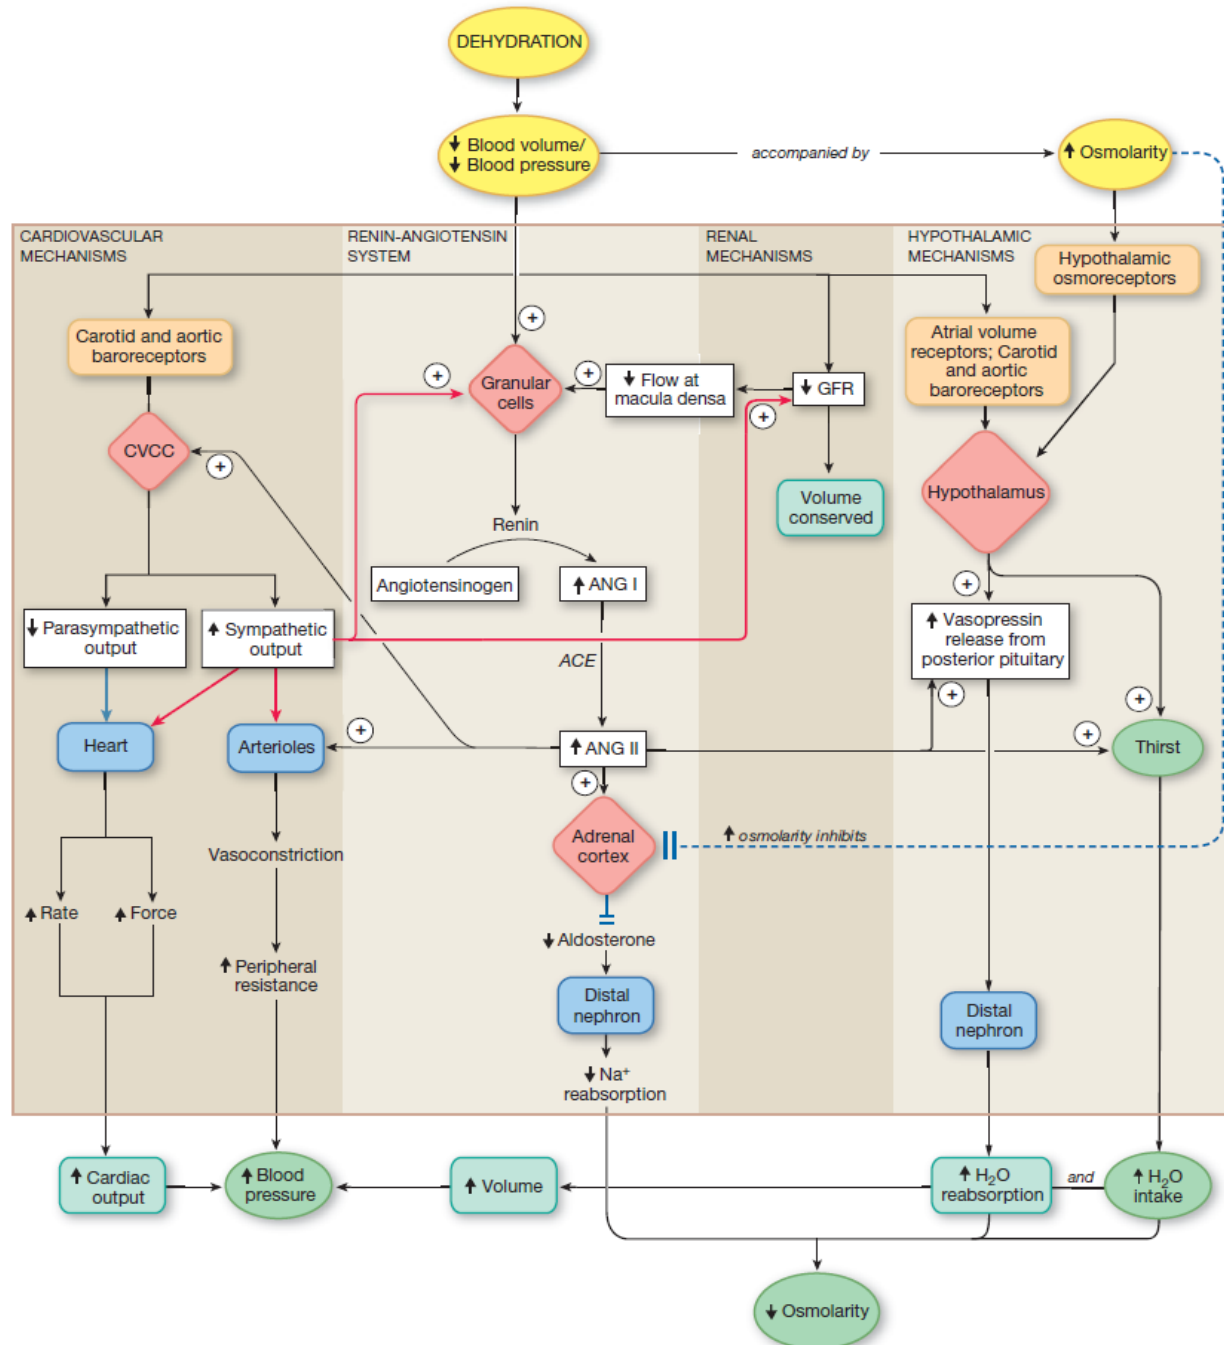 DEHYDRATION
↓ Blood volume/
↓ Blood pressure
accompanied by
↑ Osmolarity
CARDIOVASCULAR
MECHANISMS
RENIN-ANGIOTENSIN
SYSTEM
RENAL
MECHANISMS
HYPOTHALAMIC
MECHANISMS
Hypothalamic
osmoreceptors
+
Carotid and aortic
baroreceptors
Atrial volume
receptors; Carotid
and aortic
baroreceptors
+
Granular
cells
+
↓ Flow at
macula densa
↓ GFR
+
CVCC
+
Hypothalamus
Volume
conserved
Renin
Angiotensinogen
↑ ANG I
+
↓ Parasympathetic
output
↑ Sympathetic
output
ACE
↑ Vasopressin
release from
posterior pituitary
+
+
Heart
Arterioles
+
↑ ANG II
+
Thirst
+
Adrenal
cortex
↑ osmolarity inhibits
Vasoconstriction
↑ Rate
↑ Force
↓ Aldosterone
↑ Peripheral
resistance
Distal
nephron
Distal
nephron
↓ Na⁺
reabsorption
↑ Cardiac
output
↑ Blood
pressure
↑ Volume
↑ H₂O
reabsorption
and
↑ H₂O
intake
↓ Osmolarity